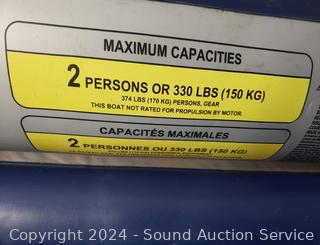 MAXIMUM CAPACITIES
2 PERSONS OR 330 LBS (150 KG)
374 LBS (170 KG) PERSONS, GEAR
THIS BOAT NOT RATED FOR PROPULSION BY MOTOR.
CAPACITÉS MAXIMALES
2 PERSONNES OU 330 LBS (150 KG)
Copyright © 2024 - Sound Auction Service